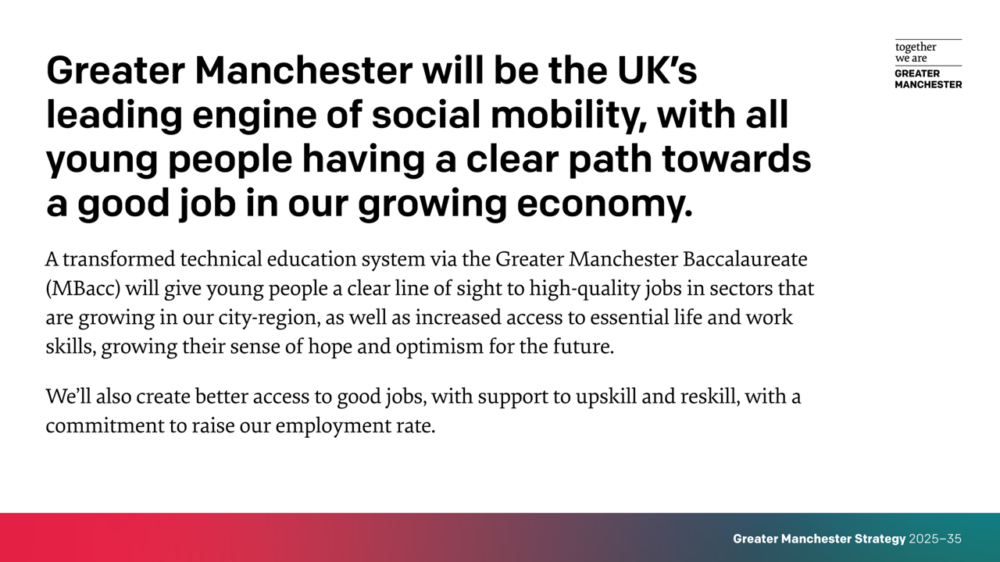 Greater Manchester will be the UK’s
leading engine of social mobility, with all
young people having a clear path towards
a good job in our growing economy.
together
we are
GREATER
MANCHESTER
A transformed technical education system via the Greater Manchester Baccalaureate
(MBacc) will give young people a clear line of sight to high-quality jobs in sectors that
are growing in our city-region, as well as increased access to essential life and work
skills, growing their sense of hope and optimism for the future.
We’ll also create better access to good jobs, with support to upskill and reskill, with a
commitment to raise our employment rate.
Greater Manchester Strategy 2025–35